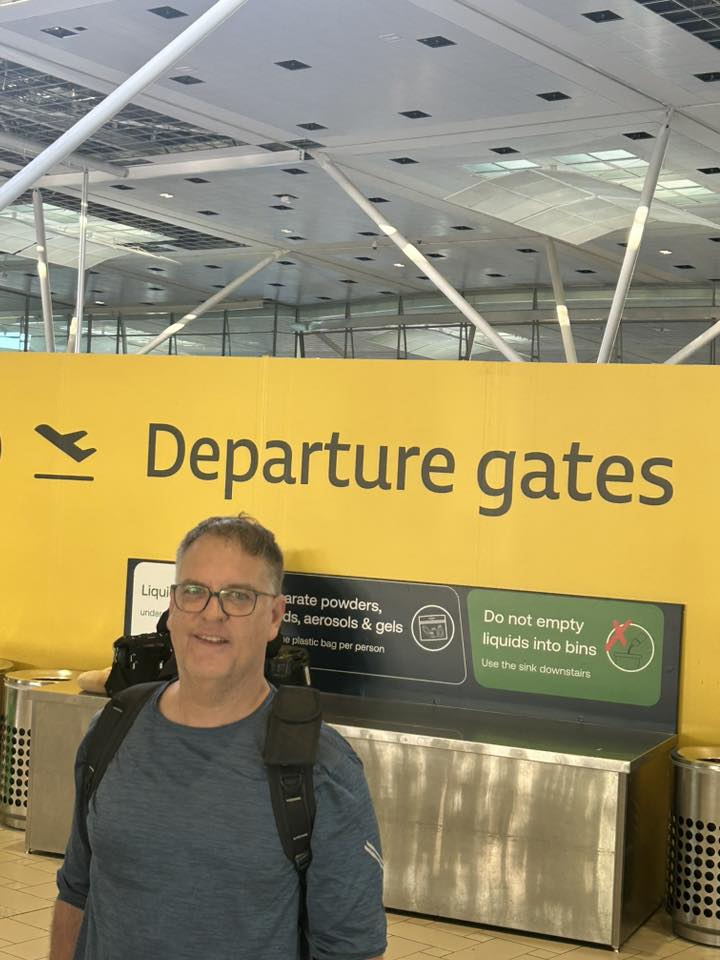 Departure gates
under
arate powders,
ds, aerosols & gels
e plastic bag per person
Do not empty
liquids into bins
Use the sink downstairs